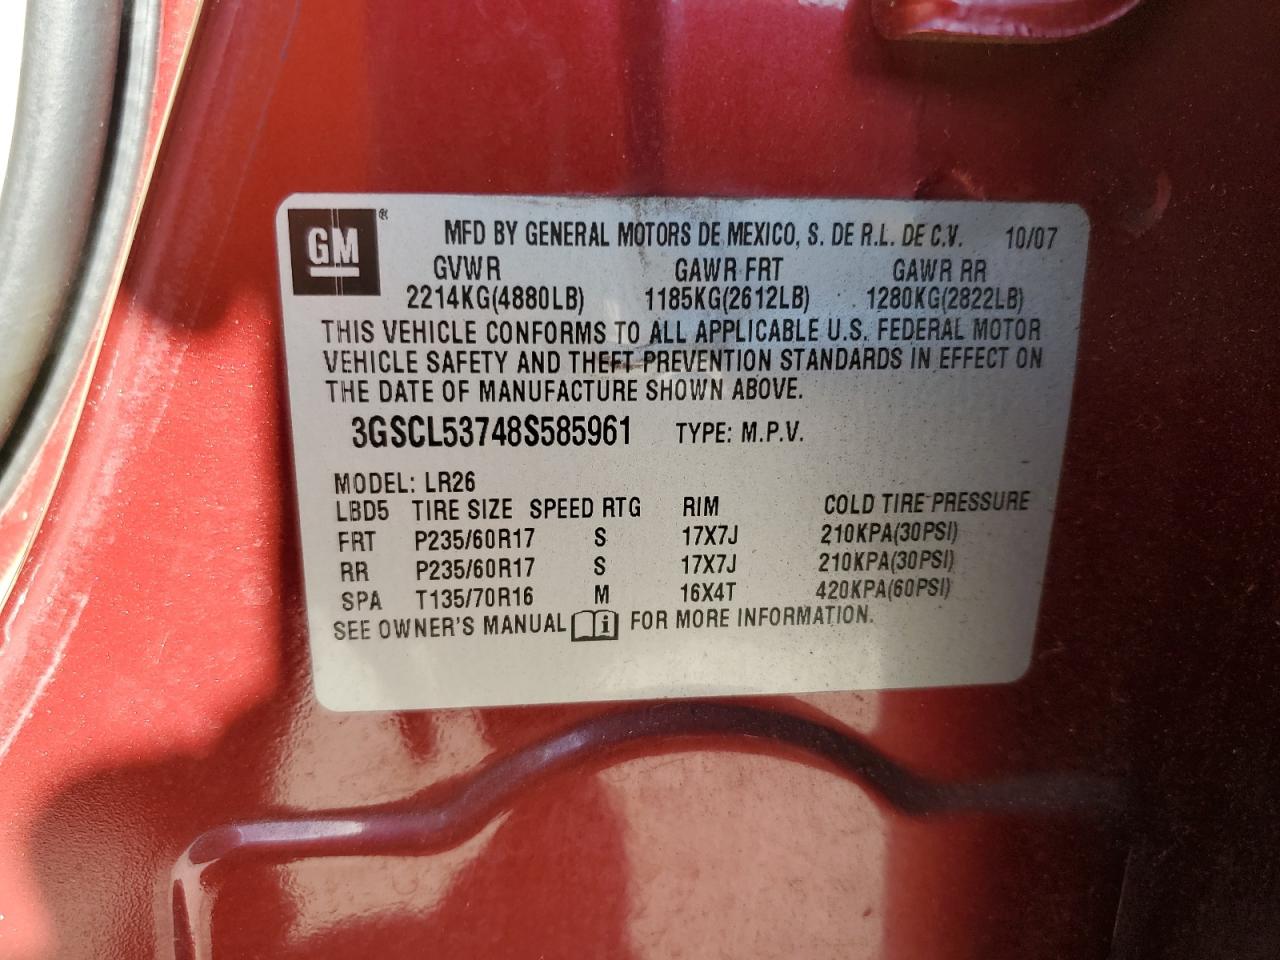 GM ® MFD BY GENERAL MOTORS DE MEXICO, S. DE R.L. DE C.V. 10/07
GVWR GAWR FRT GAWR RR
2214KG(4880LB) 1185KG(2612LB) 1280KG(2822LB)
THIS VEHICLE CONFORMS TO ALL APPLICABLE U.S. FEDERAL MOTOR
VEHICLE SAFETY AND THEFT PREVENTION STANDARDS IN EFFECT ON
THE DATE OF MANUFACTURE SHOWN ABOVE.
3GSCL53748S585961 TYPE: M.P.V.
MODEL: LR26
LBD5 TIRE SIZE SPEED RTG RIM COLD TIRE PRESSURE
FRT P235/60R17 S 17X7J 210KPA(30PSI)
RR P235/60R17 S 17X7J 210KPA(30PSI)
SPA T135/70R16 M 16X4T 420KPA(60PSI)
SEE OWNER'S MANUAL i FOR MORE INFORMATION.